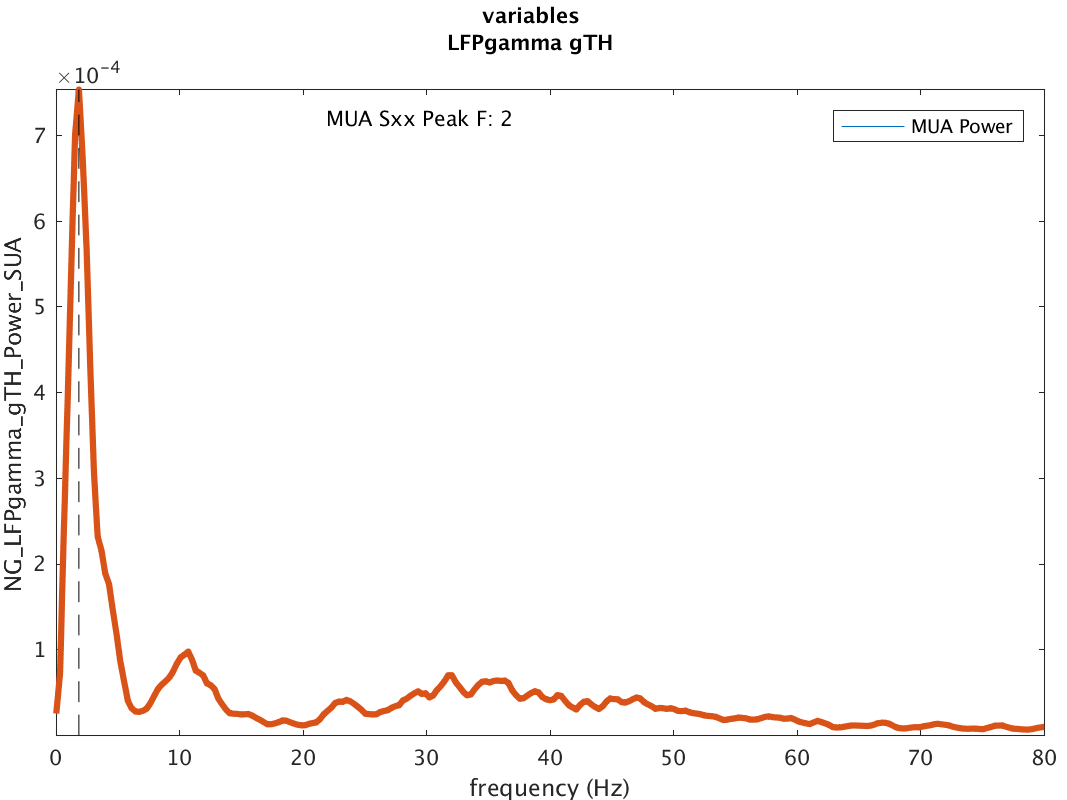 variables
LFPgamma gTH
×10⁻⁴
MUA Sxx Peak F: 2
MUA Power
7
6
5
4
3
2
1
NG_LFPgamma_gTH_Power_SUA
0 10 20 30 40 50 60 70 80
frequency (Hz)